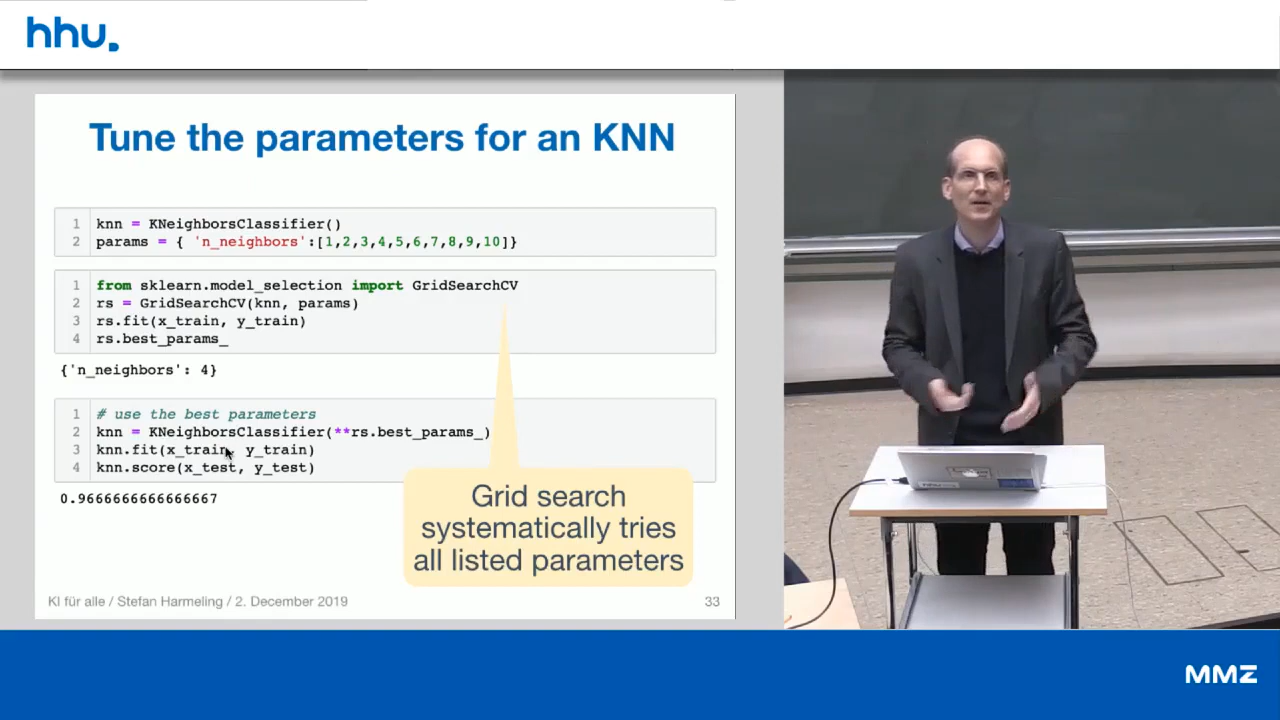 hhu.
Tune the parameters for an KNN
1 knn = KNeighborsClassifier()
2 params = { 'n_neighbors':[1,2,3,4,5,6,7,8,9,10]}
1 from sklearn.model_selection import GridSearchCV
2 rs = GridSearchCV(knn, params)
3 rs.fit(x_train, y_train)
4 rs.best_params_
{'n_neighbors': 4}
1 # use the best parameters
2 knn = KNeighborsClassifier(**rs.best_params_)
3 knn.fit(x_train, y_train)
4 knn.score(x_test, y_test)
0.9666666666666667
Grid search
systematically tries
all listed parameters
KI für alle / Stefan Harmeling / 2. December 2019
33
MMZ